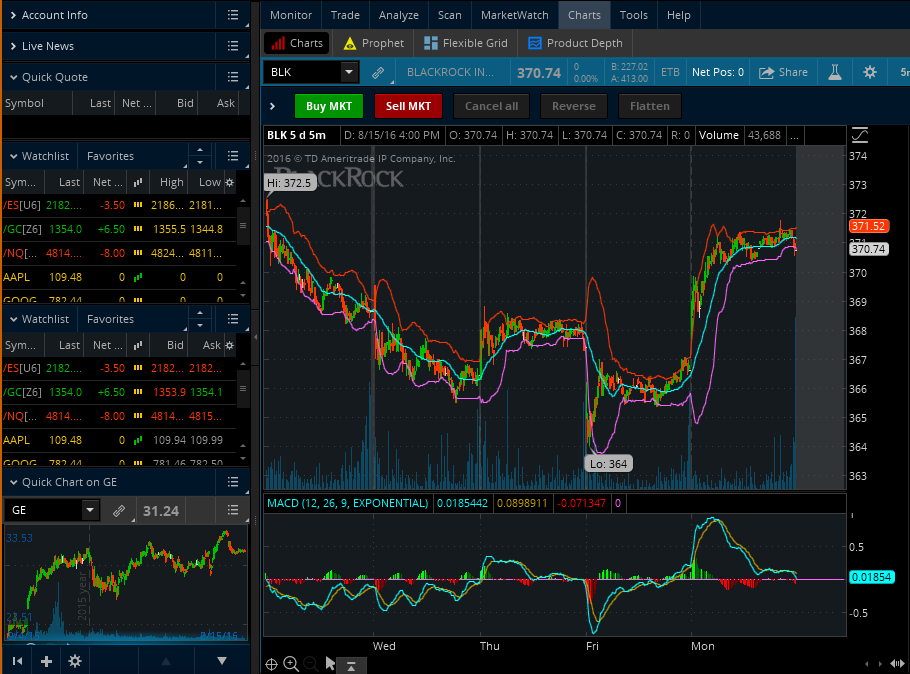 Account Info
Live News
Quick Quote
Symbol Last Net ... Bid Ask
Watchlist Favorites
Sym... Last Net ... High Low
/ES[U6] 2182.... -3.50 2186... 2181...
/GC[Z6] 1354.0 +6.50 1355.5 1344.8
/NQ[... 4814.... -8.00 4824... 4811...
AAPL 109.48 0 0 0
GOOG 782.44 0 0 0
Watchlist Favorites
Sym... Last Net ... Bid Ask
/ES[U6] 2182.... -3.50 2182... 2182...
/GC[Z6] 1354.0 +6.50 1353.9 1354.1
/NQ[... 4814.... -8.00 4814... 4815...
AAPL 109.48 0 109.94 109.99
GOOG 782.44 0 781.46 782.50
Quick Chart on GE
GE 31.24
33.53
2015 year
8/15/16
Monitor Trade Analyze Scan MarketWatch Charts Tools Help
Charts Prophet Flexible Grid Product Depth
BLK BLACKROCK IN... 370.74 0 0.00% B: 227.02 A: 413.00 ETB Net Pos: 0 Share 5m
Buy MKT Sell MKT Cancel all Reverse Flatten
BLK 5 d 5m D: 8/15/16 4:00 PM O: 370.74 H: 370.74 L: 370.74 C: 370.74 R: 0 Volume 43,688 ...
2016 © TD Ameritrade IP Company, Inc.
BLACKROCK
Hi: 372.5
Lo: 364
374
373
372
371.52
371
370.74
370
369
368
367
366
365
364
363
MACD (12, 26, 9, EXPONENTIAL) 0.0185442 0.0898911 -0.071347 0
1
0.5
0.01854
-0.5
Wed Thu Fri Mon